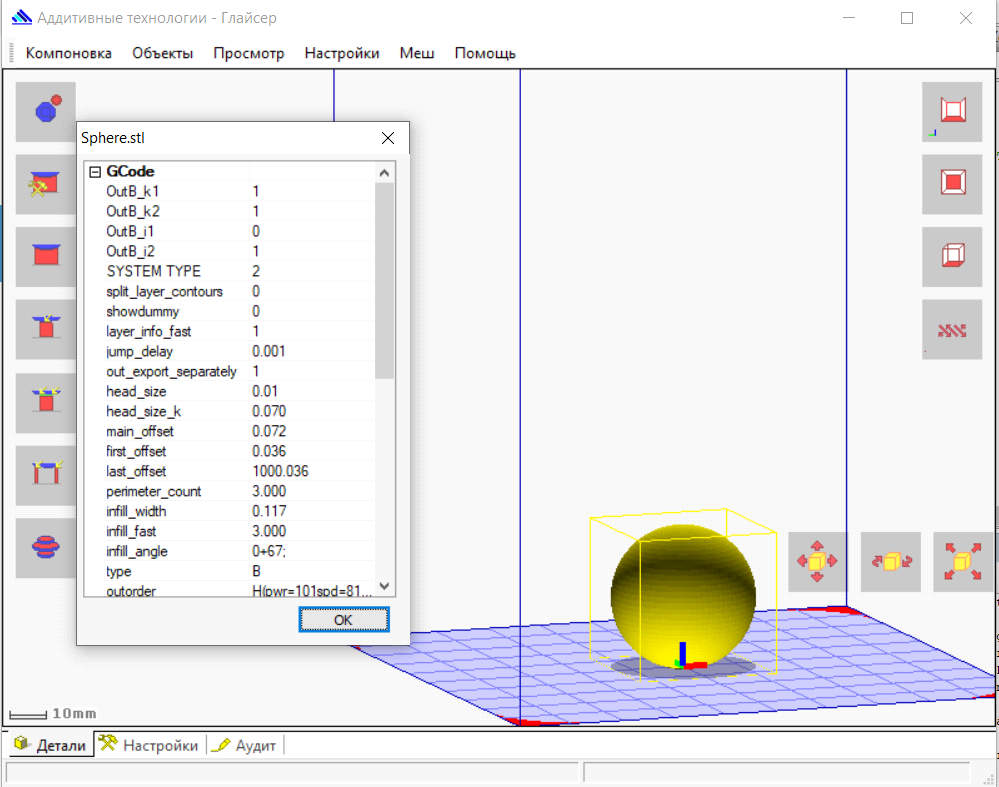 Аддитивные технологии - Глайсер
Компоновка Объекты Просмотр Настройки Меш Помощь
Sphere.stl
GCode
OutB_k1 1
OutB_k2 1
OutB_i1 0
OutB_i2 1
SYSTEM TYPE 2
split_layer_contours 0
showdummy 0
layer_info_fast 1
jump_delay 0.001
out_export_separately 1
head_size 0.01
head_size_k 0.070
main_offset 0.072
first_offset 0.036
last_offset 1000.036
perimeter_count 3.000
infill_width 0.117
infill_fast 3.000
infill_angle 0+67;
type B
outorder H(pwr=101spd=81...
OK
10mm
Детали Настройки Аудит